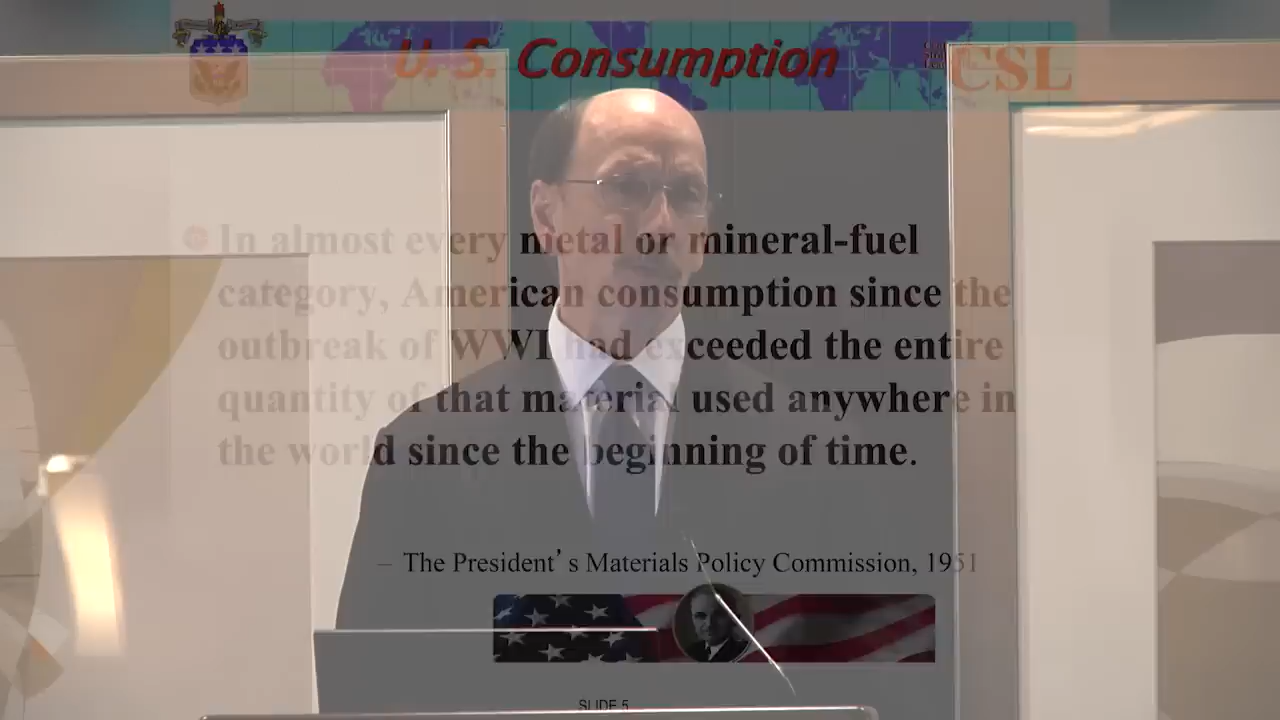 U. S. Consumption
CSL
In almost every metal or mineral-fuel
category, American consumption since the
outbreak of WWI had exceeded the entire
quantity of that material used anywhere in
the world since the beginning of time.
– The President’s Materials Policy Commission, 1951
SLIDE 5